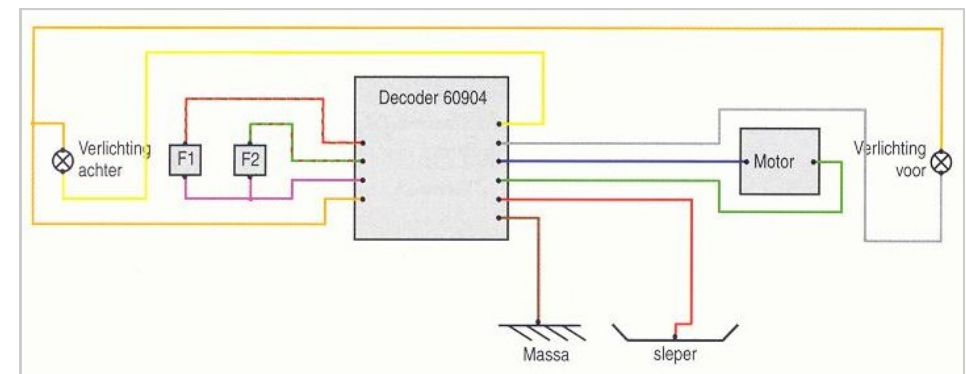 Decoder 60904
Verlichting
achter
F1
F2
Motor
Verlichting
voor
Massa
sleper